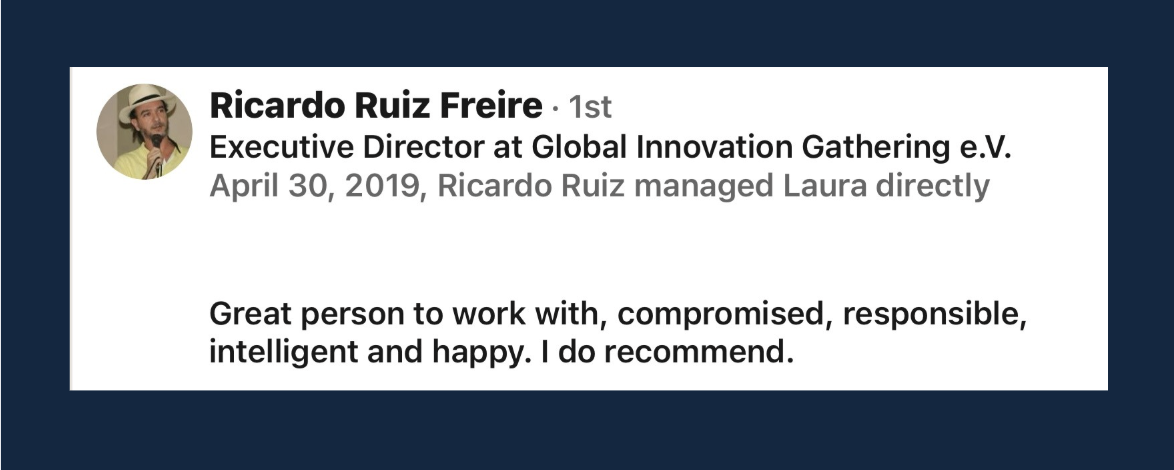 Ricardo Ruiz Freire · 1st
Executive Director at Global Innovation Gathering e.V.
April 30, 2019, Ricardo Ruiz managed Laura directly
Great person to work with, compromised, responsible,
intelligent and happy. I do recommend.